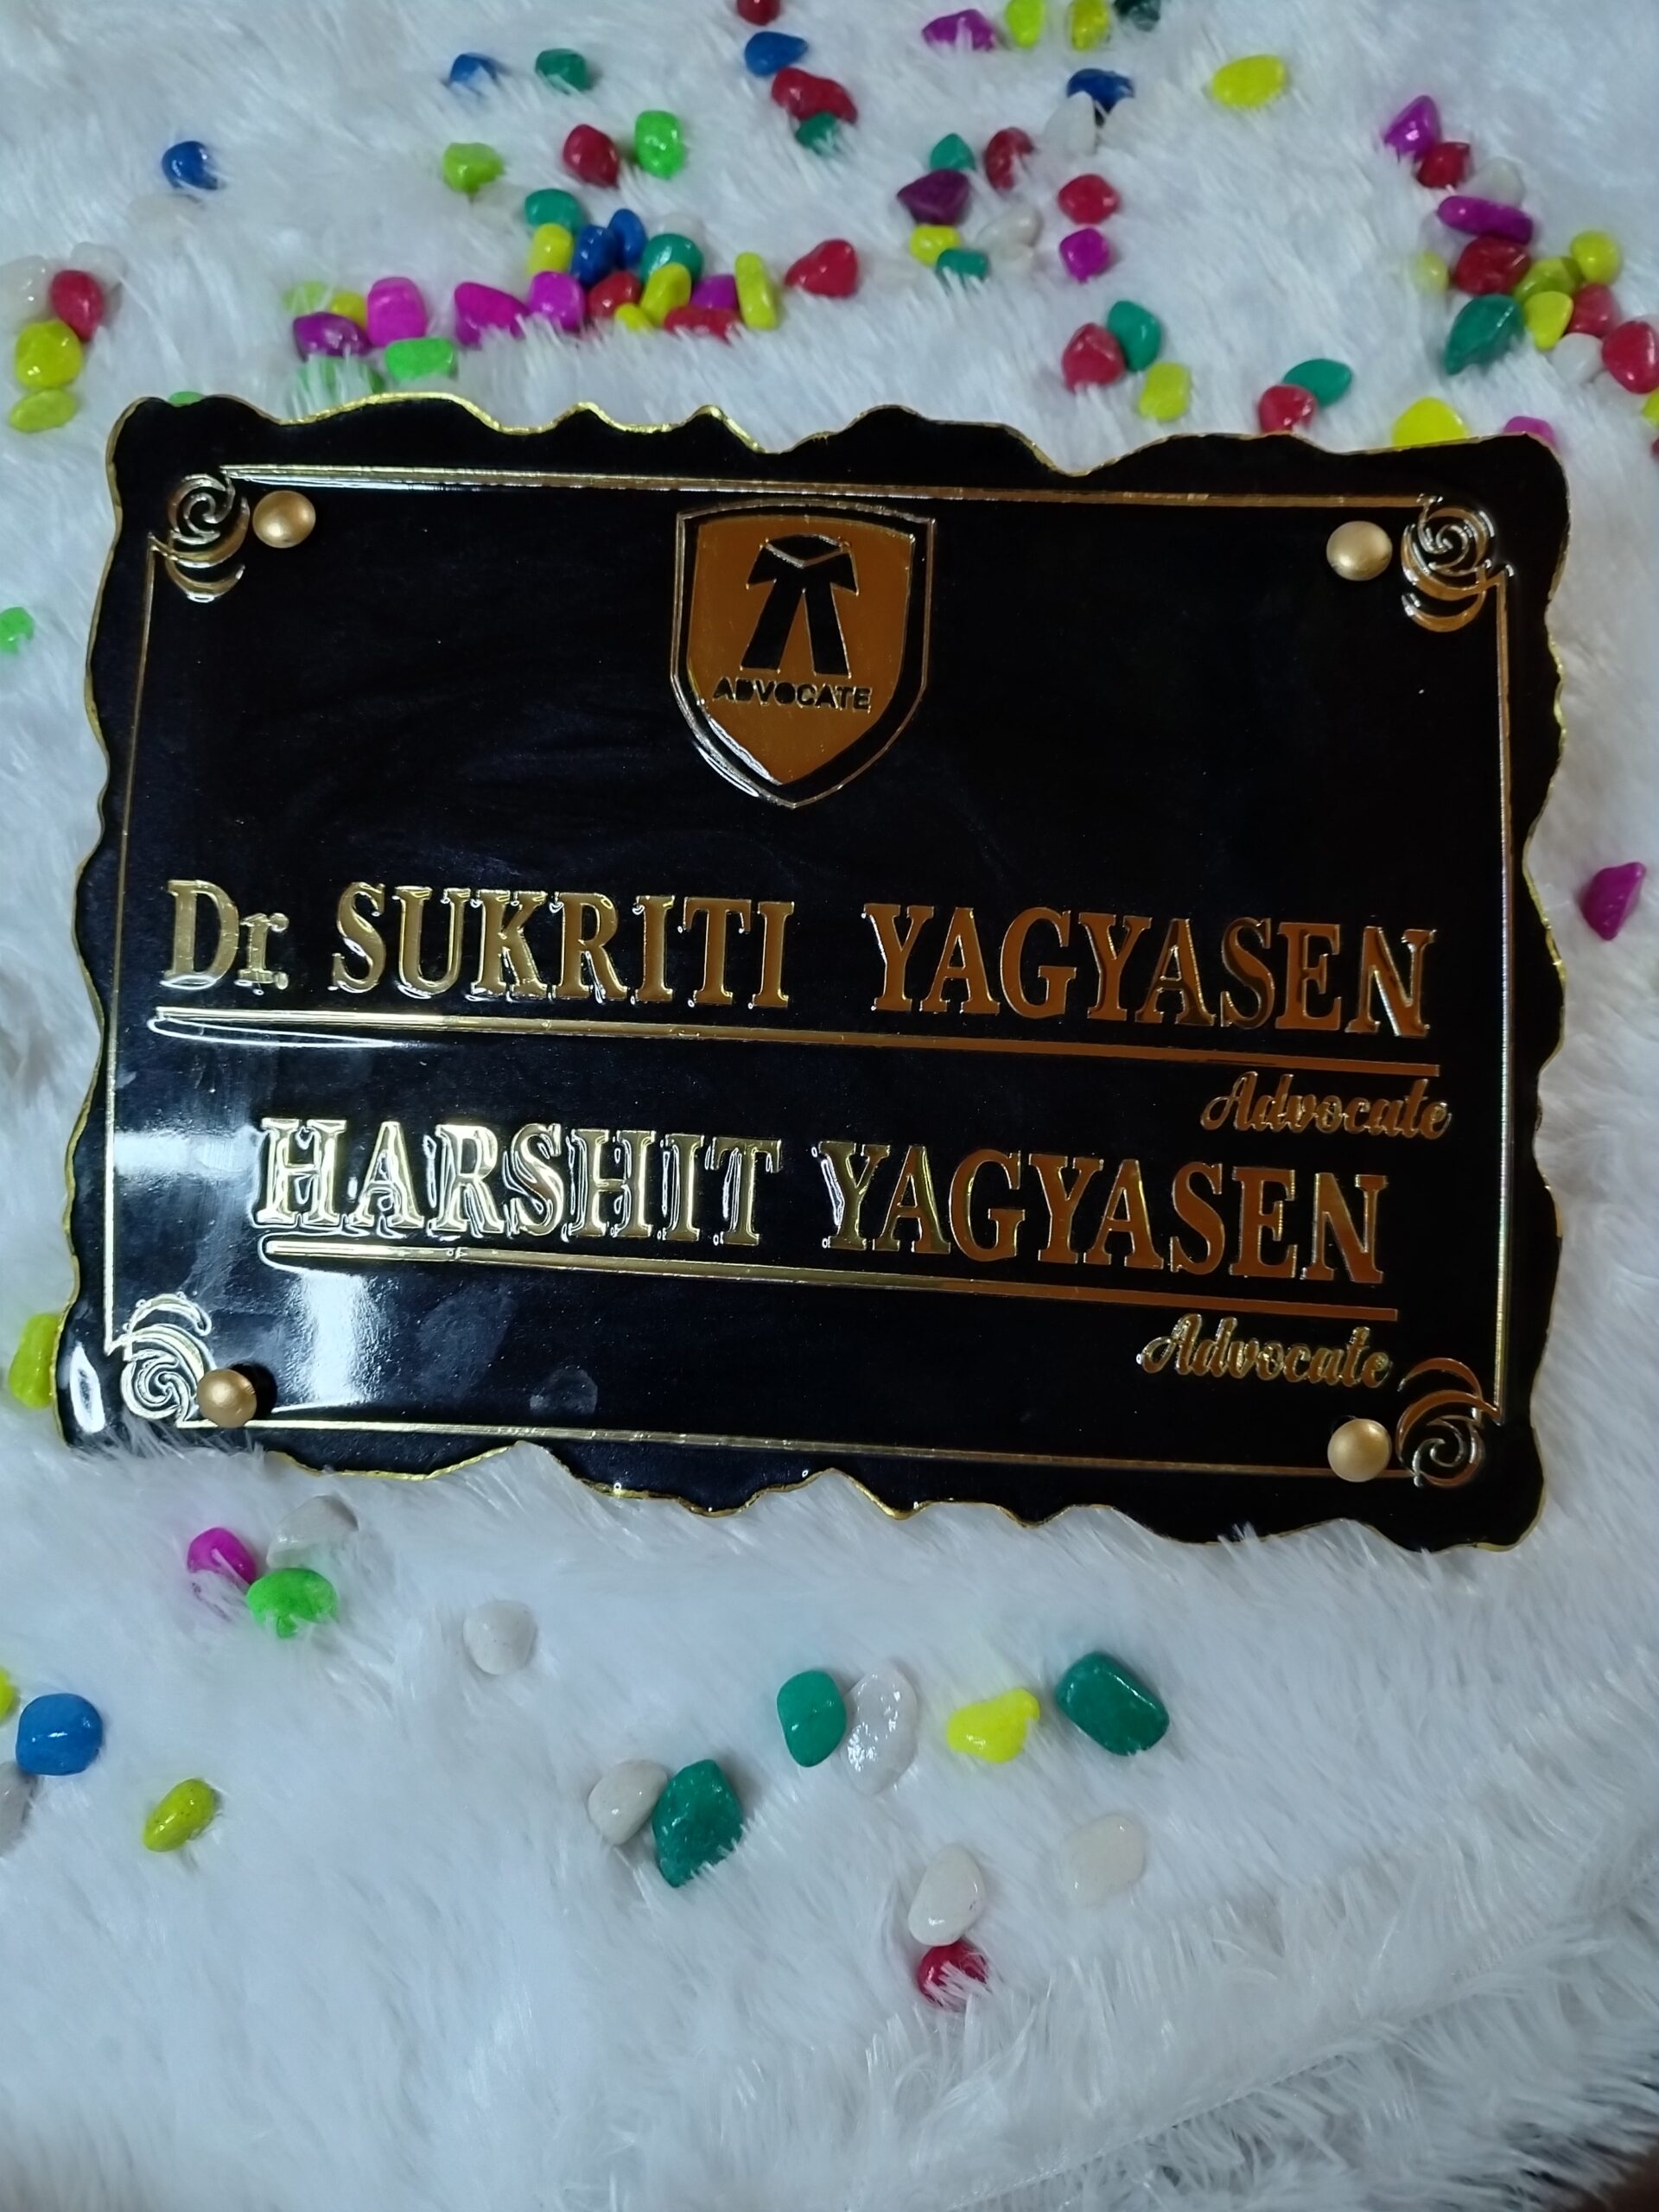 ADVOCATE
Dr. SUKRITI YAGYASEN
Advocate
HARSHIT YAGYASEN
Advocate